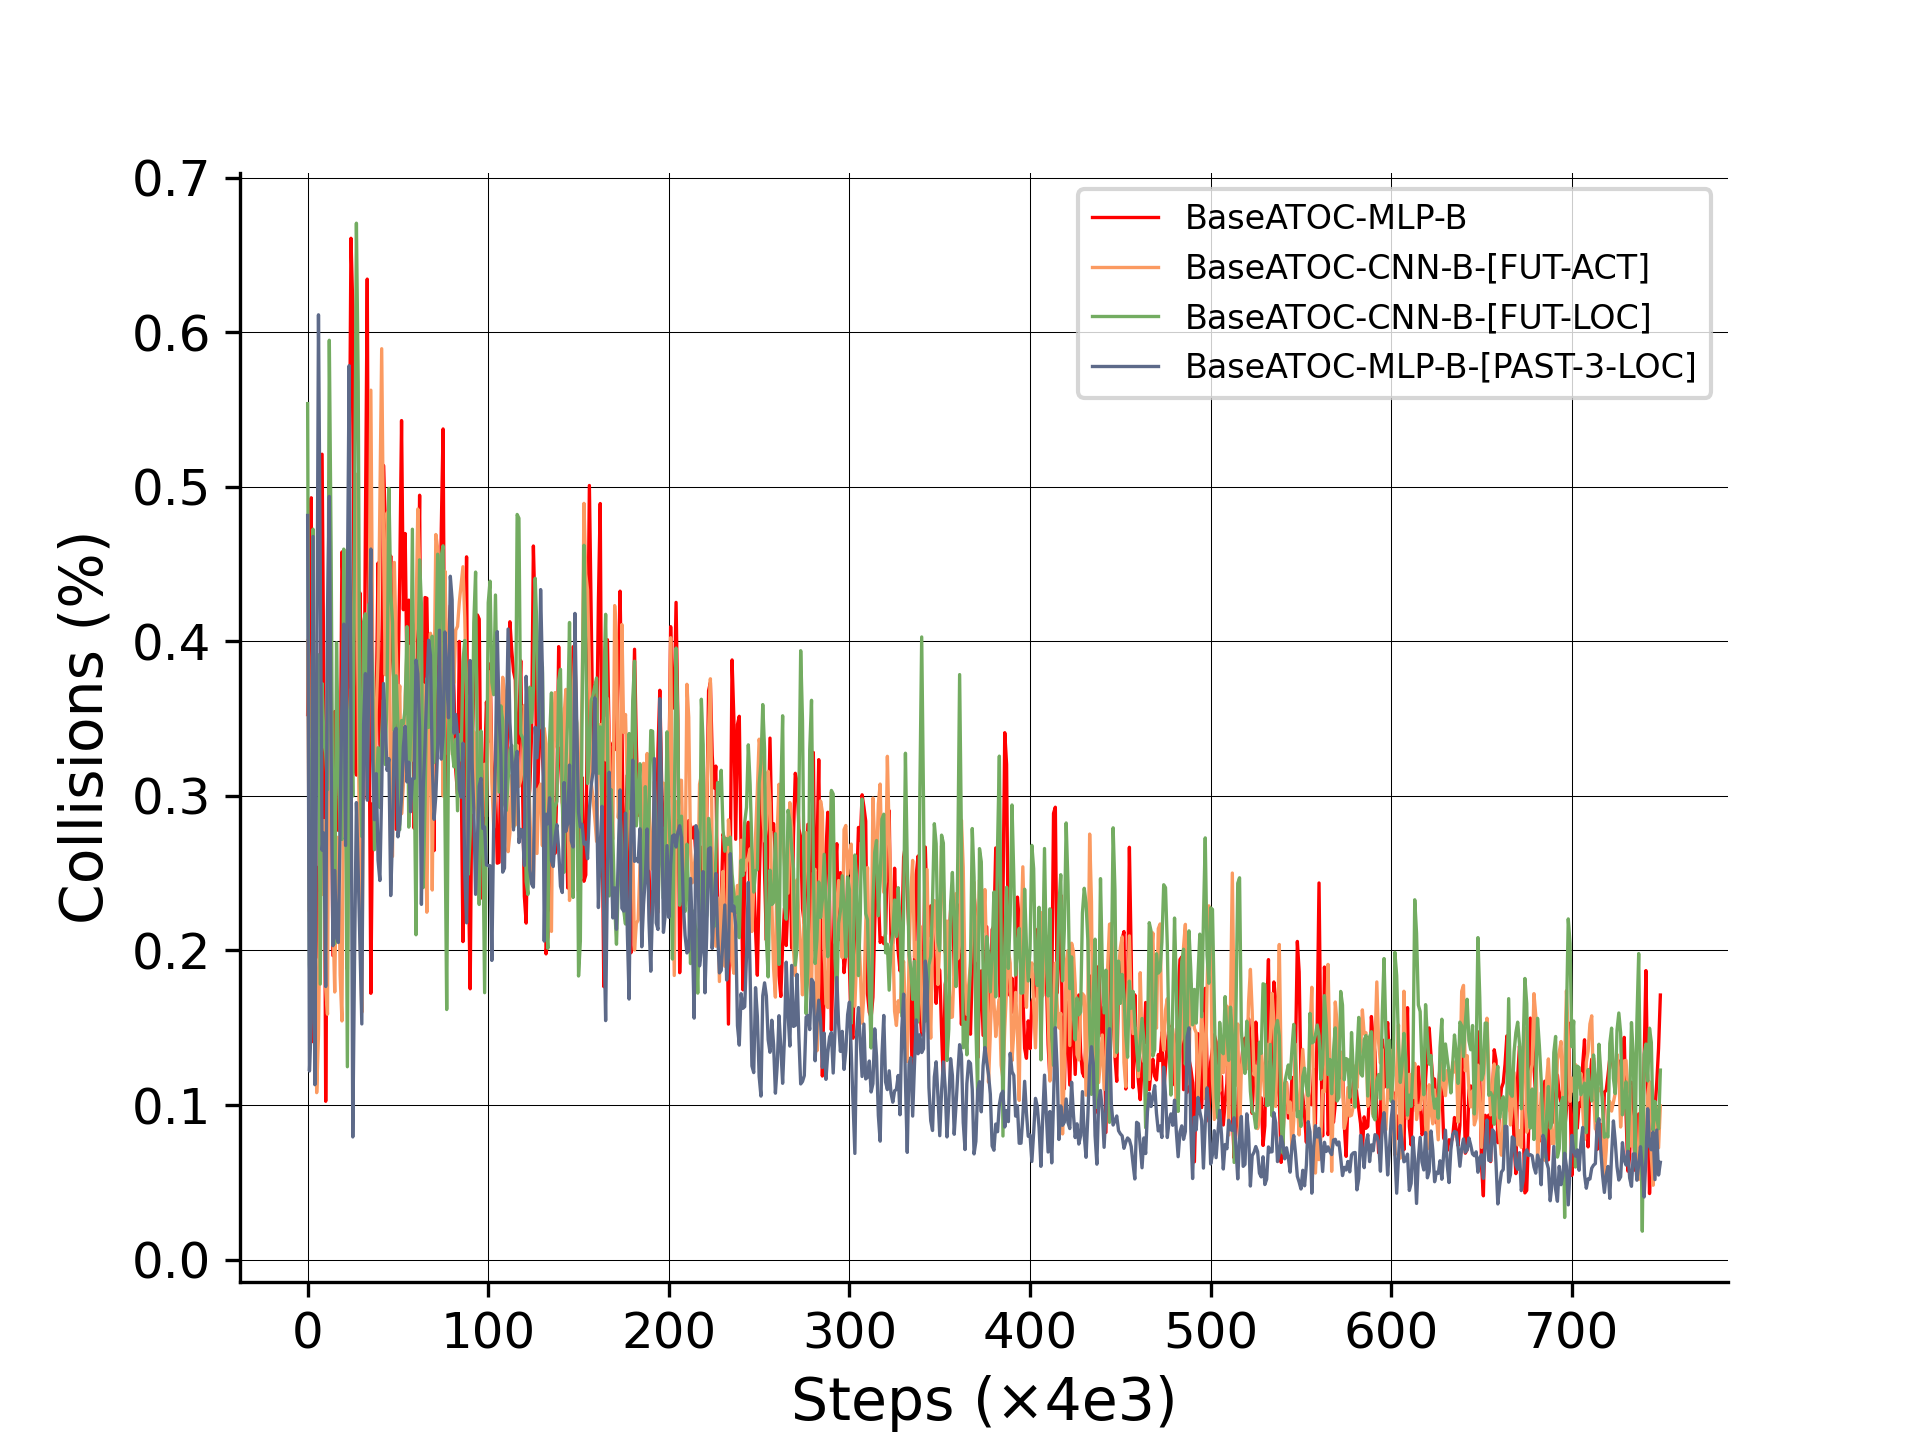 0.7
0.6
0.5
0.4
0.3
0.2
0.1
0.0
Collisions (%)
BaseATOC-MLP-B
BaseATOC-CNN-B-[FUT-ACT]
BaseATOC-CNN-B-[FUT-LOC]
BaseATOC-MLP-B-[PAST-3-LOC]
0 100 200 300 400 500 600 700
Steps (×4e3)